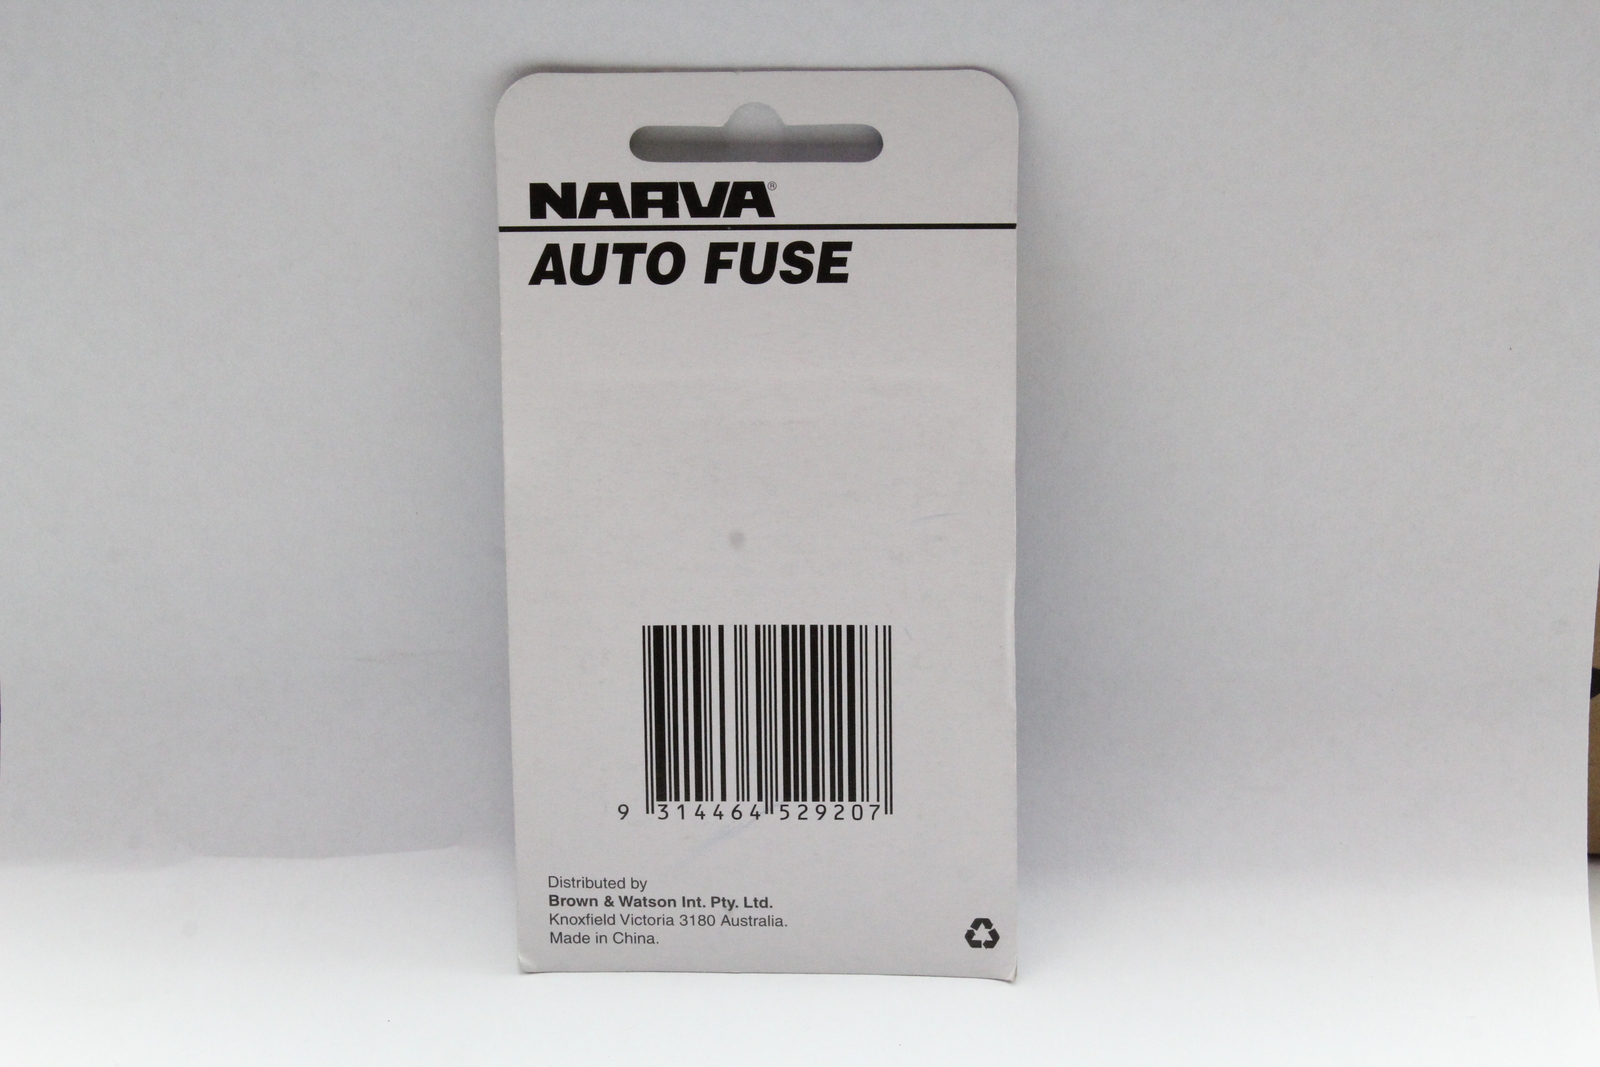 NARVA®
AUTO FUSE
9 314464 529207
Distributed by
Brown & Watson Int. Pty. Ltd.
Knoxfield Victoria 3180 Australia.
Made in China.